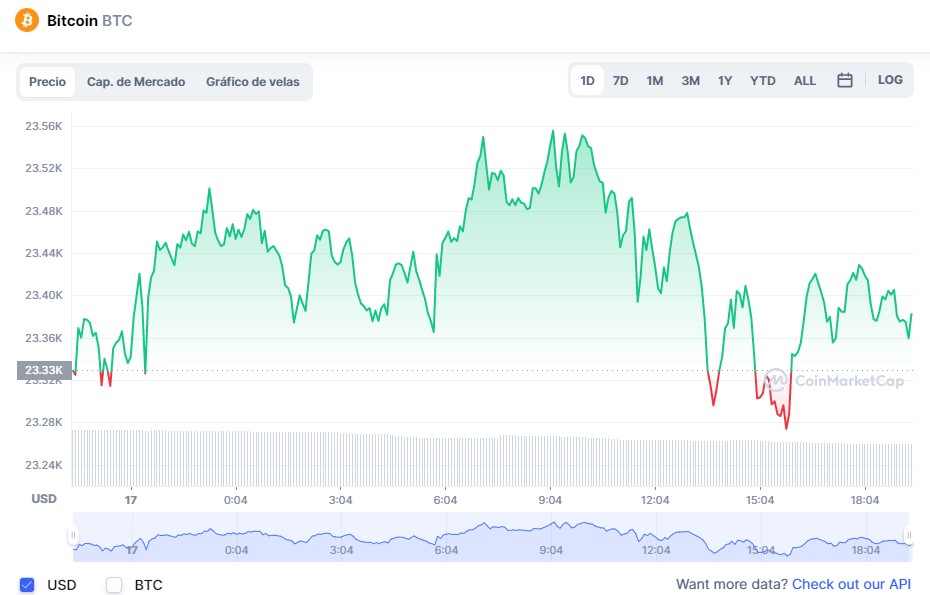 Bitcoin BTC
Precio Cap. de Mercado Gráfico de velas 1D 7D 1M 3M 1Y YTD ALL LOG
23.56K
23.52K
23.48K
23.44K
23.40K
23.36K
23.33K
23.32K
CoinMarketCap
23.28K
23.24K
USD 17 0:04 3:04 6:04 9:04 12:04 15:04 18:04
17 0:04 3:04 6:04 9:04 12:04 15:04 18:04
USD BTC Want more data? Check out our API